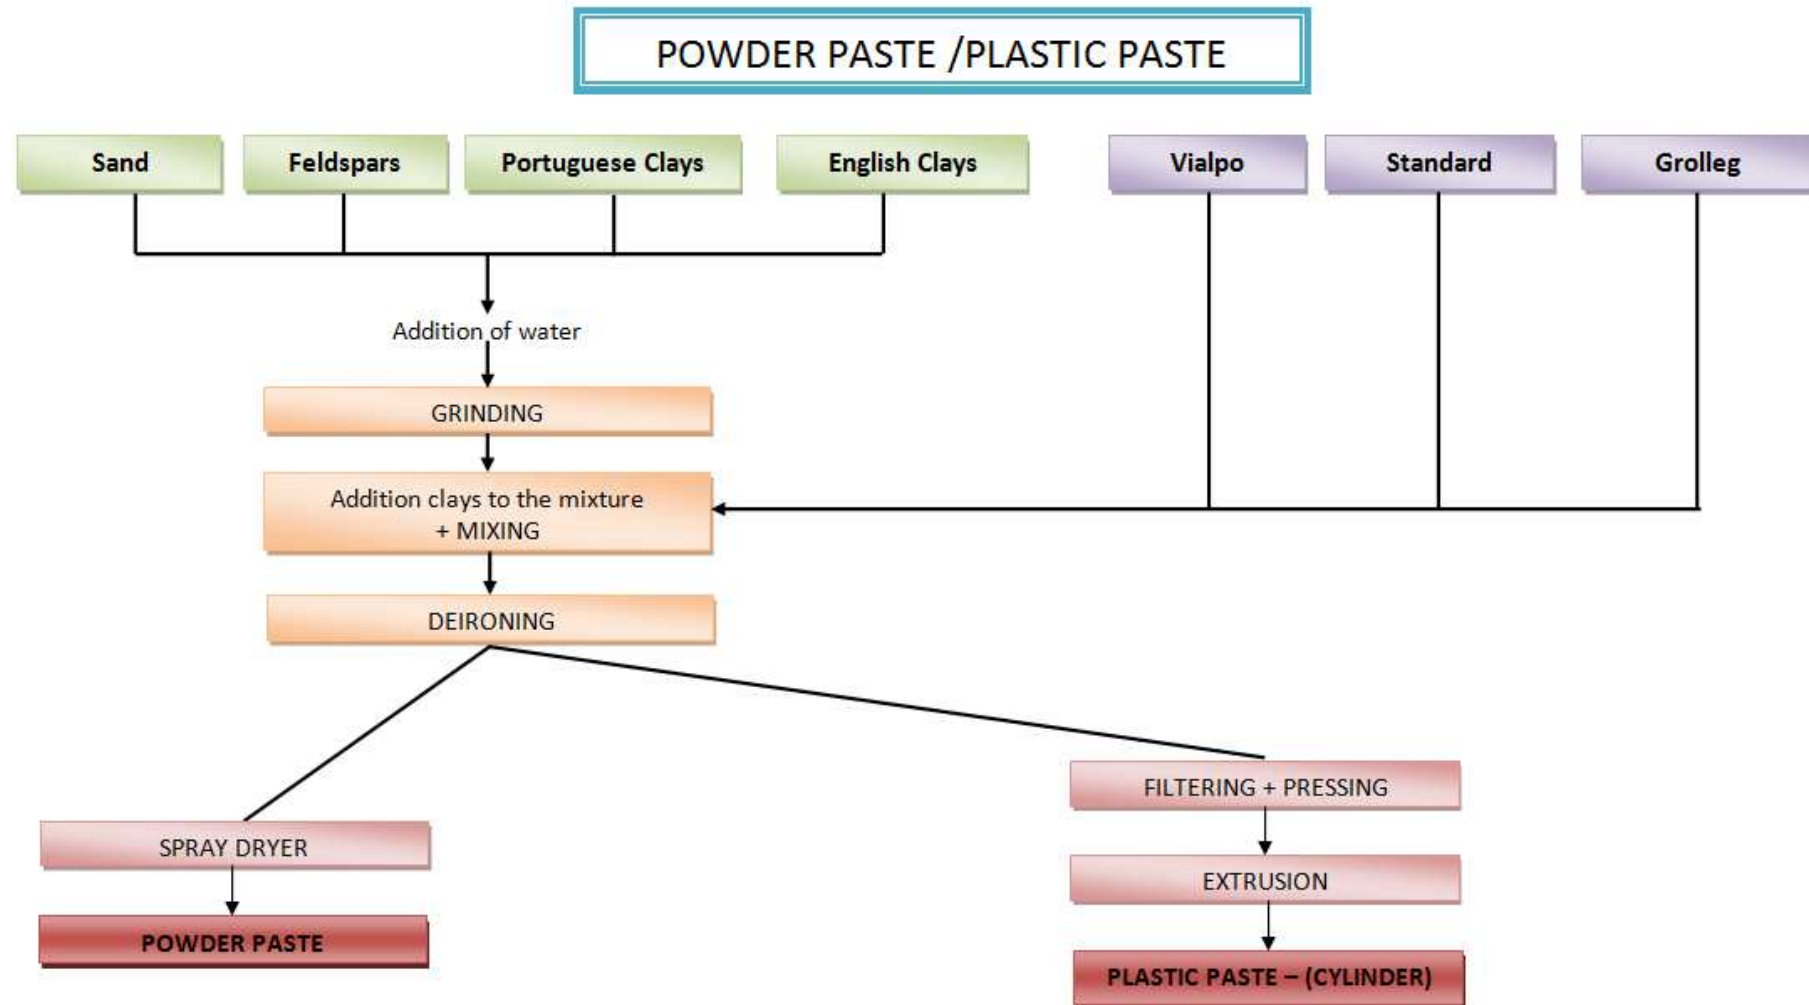 POWDER PASTE /PLASTIC PASTE
Sand
Feldspars
Portuguese Clays
English Clays
Vialpo
Standard
Grolleg
Addition of water
GRINDING
Addition clays to the mixture
+ MIXING
DEIRONING
FILTERING + PRESSING
SPRAY DRYER
EXTRUSION
POWDER PASTE
PLASTIC PASTE – (CYLINDER)